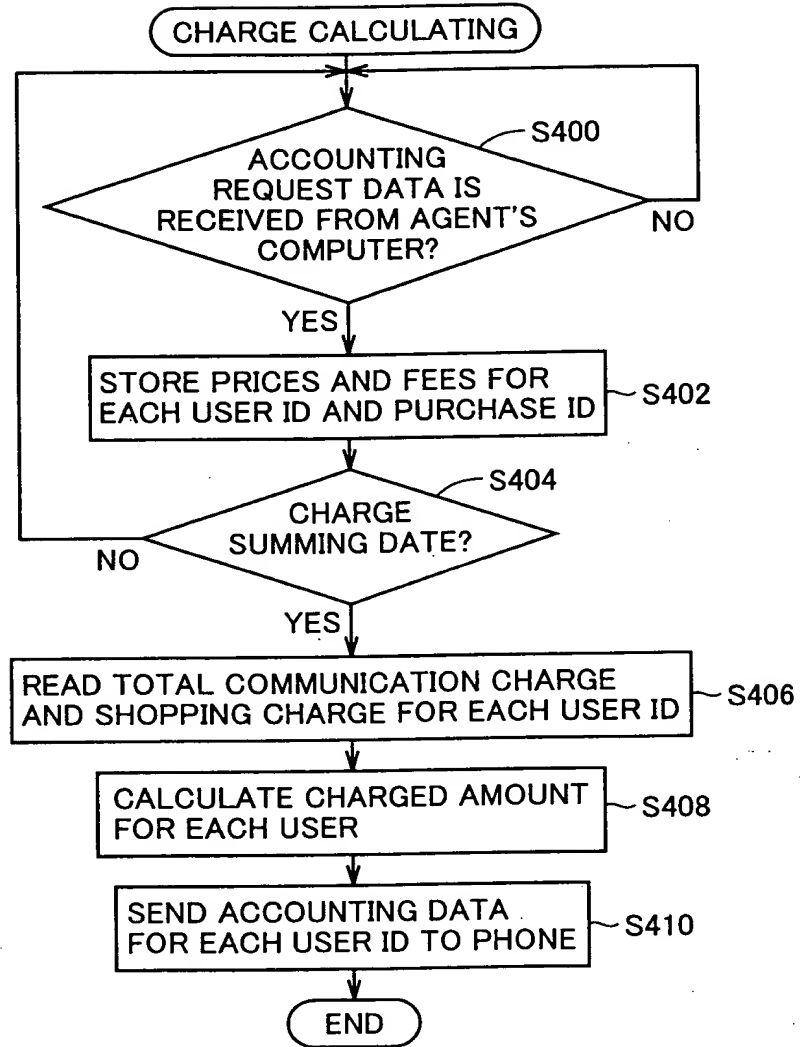 CHARGE CALCULATING
S400
ACCOUNTING
REQUEST DATA IS
RECEIVED FROM AGENT'S
COMPUTER?
NO
YES
STORE PRICES AND FEES FOR
EACH USER ID AND PURCHASE ID
S402
S404
CHARGE
SUMMING DATE?
NO
YES
READ TOTAL COMMUNICATION CHARGE
AND SHOPPING CHARGE FOR EACH USER ID
S406
CALCULATE CHARGED AMOUNT
FOR EACH USER
S408
SEND ACCOUNTING DATA
FOR EACH USER ID TO PHONE
S410
END